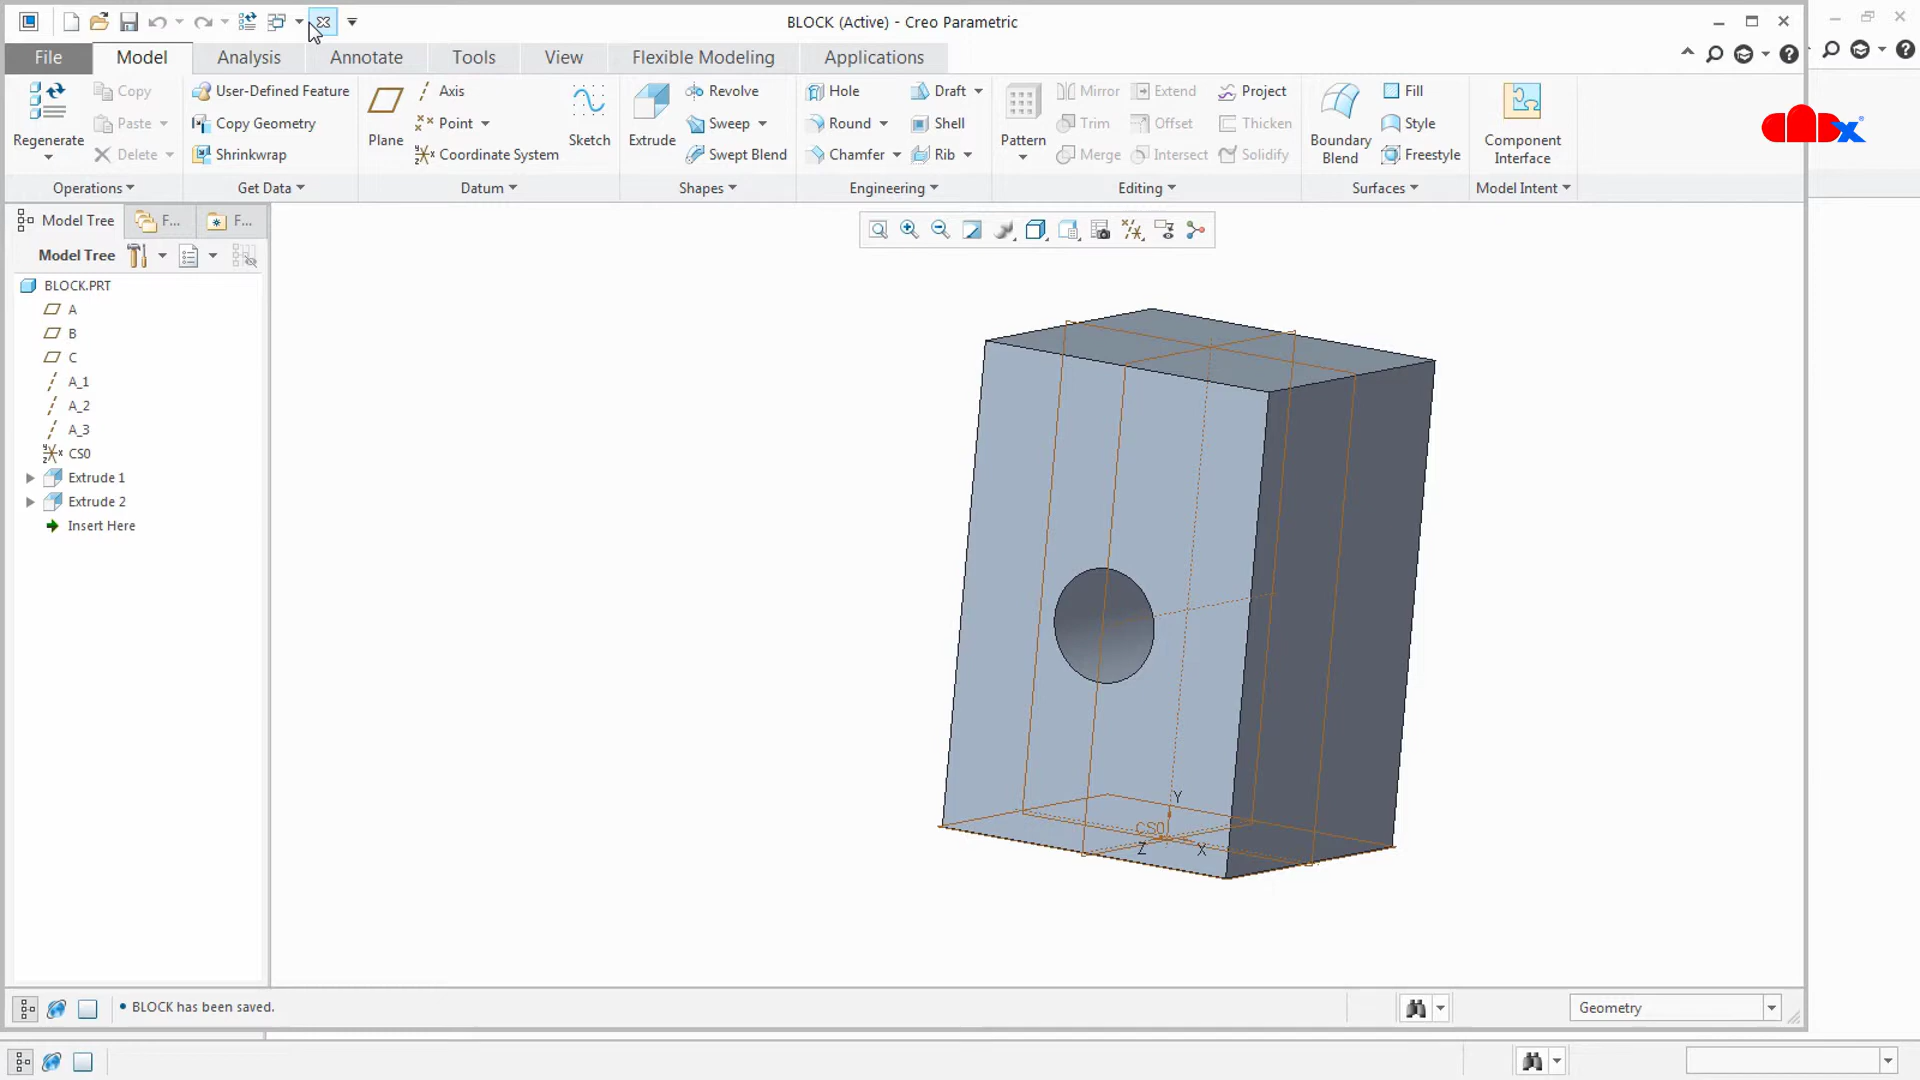 BLOCK (Active) - Creo Parametric
File Model Analysis Annotate Tools View Flexible Modeling Applications
Regenerate
Copy
Paste
Delete
Operations
User-Defined Feature
Copy Geometry
Shrinkwrap
Get Data
Plane
Axis
Point
Coordinate System
Sketch
Datum
Extrude
Revolve
Sweep
Swept Blend
Shapes
Hole
Round
Chamfer
Draft
Shell
Rib
Engineering
Pattern
Mirror
Trim
Merge
Extend
Offset
Intersect
Project
Thicken
Solidify
Editing
Boundary
Blend
Fill
Style
Freestyle
Surfaces
Component
Interface
Model Intent
CADx
Model Tree F... F...
Model Tree
BLOCK.PRT
A
B
C
A_1
A_2
A_3
CS0
Extrude 1
Extrude 2
Insert Here
Y
CS0
Z X
• BLOCK has been saved.
Geometry